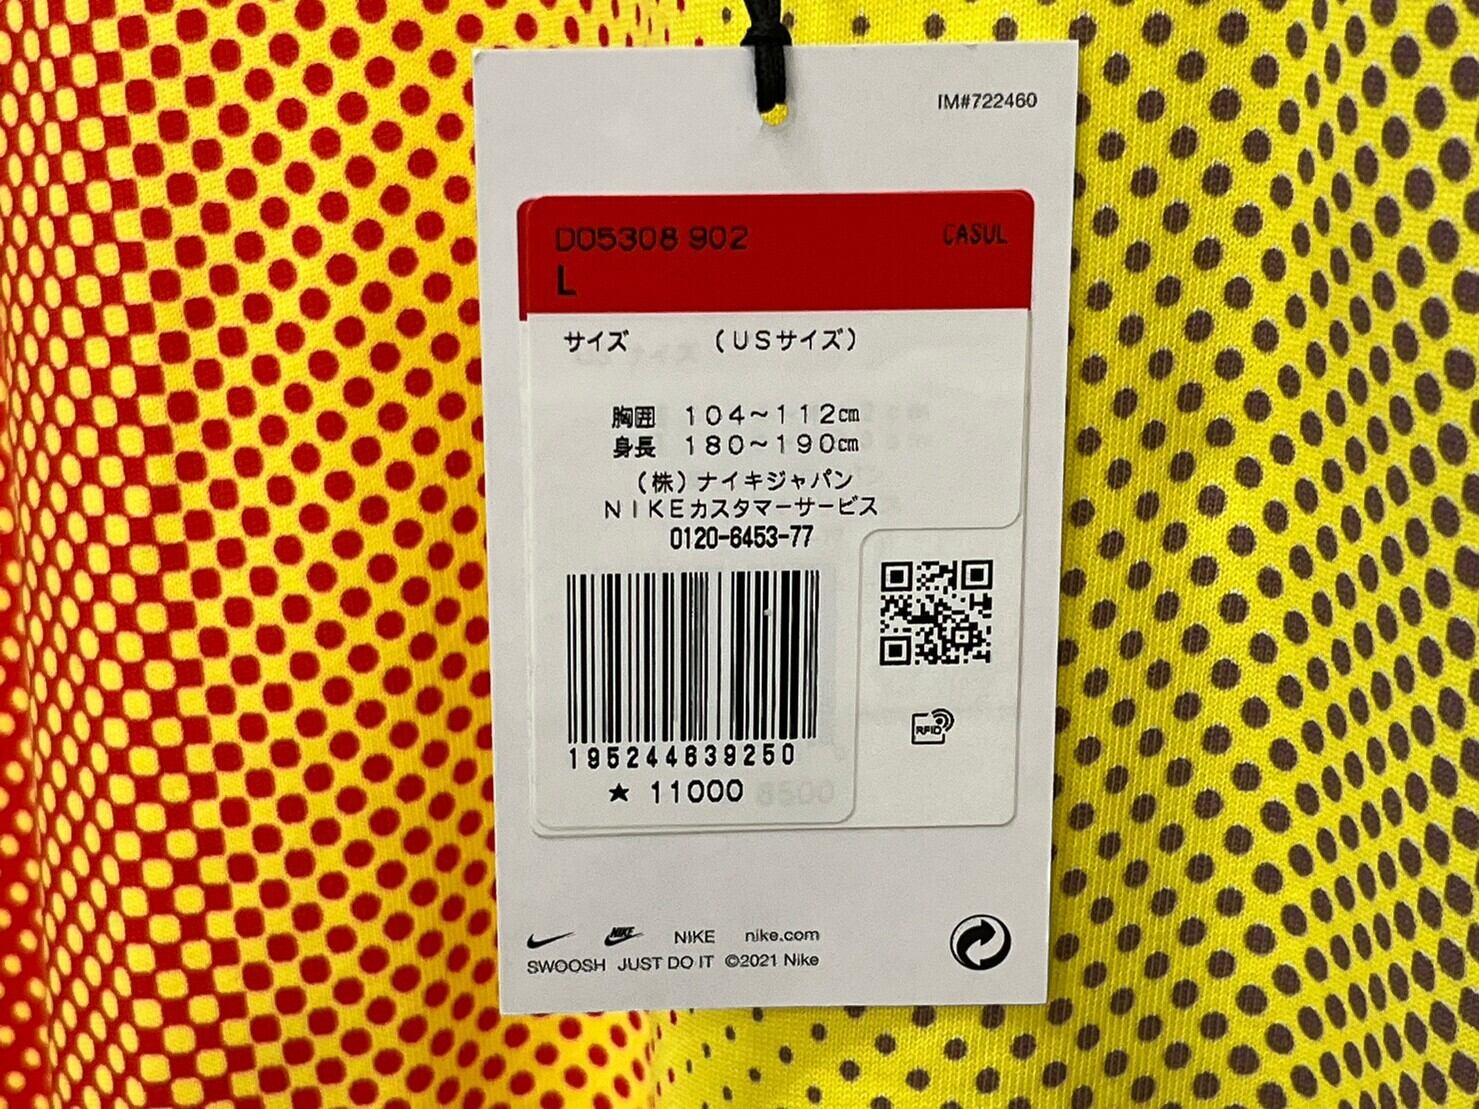 IM#722460
DO5308 902 CASUL
L
サイズ （USサイズ）
胸囲 104～112cm
身長 180～190cm
（株）ナイキジャパン
NIKEカスタマーサービス
0120-6453-77
RFID
195244639250
★ 11000
8500
NIKE NIKE nike.com
SWOOSH JUST DO IT ©2021 Nike